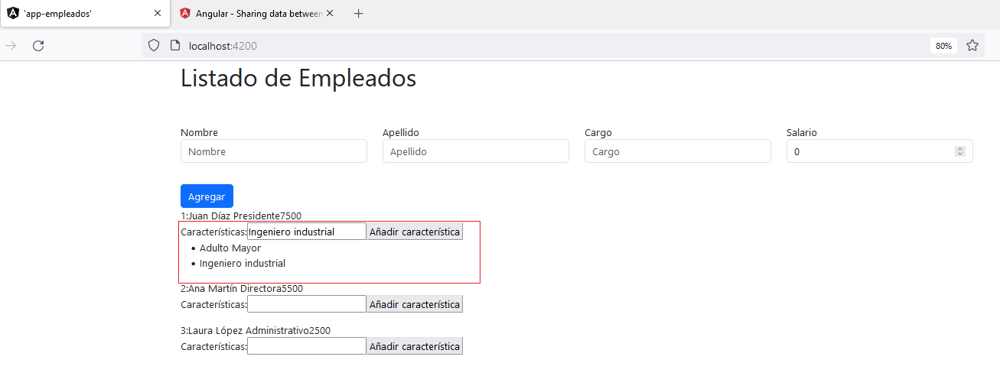 'app-empleados' Angular - Sharing data between
localhost:4200 80%
Listado de Empleados
Nombre Apellido Cargo Salario
Nombre Apellido Cargo 0
Agregar
1:Juan Díaz Presidente7500
Características:Ingeniero industrial Añadir característica
• Adulto Mayor
• Ingeniero industrial
2:Ana Martín Directora5500
Características: Añadir característica
3:Laura López Administrativo2500
Características: Añadir característica